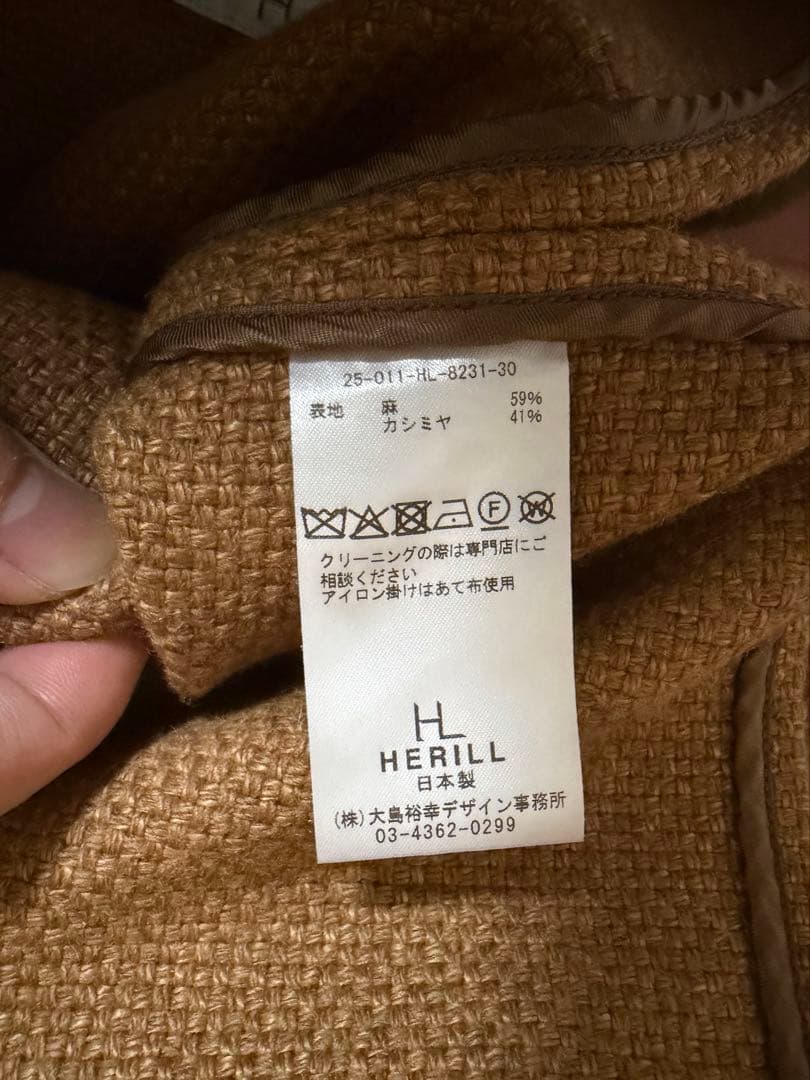 25-011-HL-8231-30
表地 麻 59%
カシミヤ 41%
F W
クリーニングの際は専門店にご
相談ください
アイロン掛けはあて布使用
HL
HERILL
日本製
(株)大島裕幸デザイン事務所
03-4362-0299